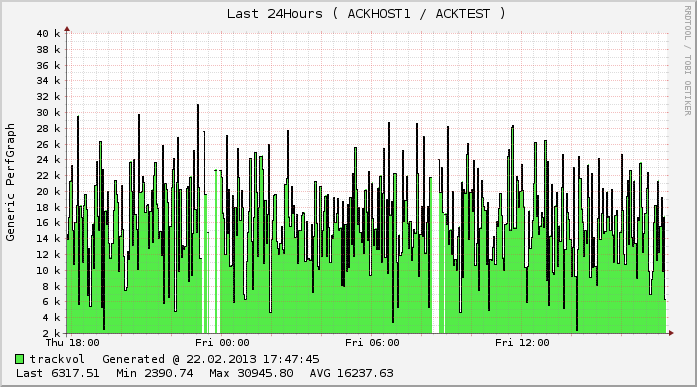 Last 24Hours ( ACKHOST1 / ACKTEST )
RRDTOOL / TOBI OETIKER
Generic PerfGraph
40 k
38 k
36 k
34 k
32 k
30 k
28 k
26 k
24 k
22 k
20 k
18 k
16 k
14 k
12 k
10 k
8 k
6 k
4 k
2 k
Thu 18:00 Fri 00:00 Fri 06:00 Fri 12:00
trackvol Generated @ 22.02.2013 17:47:45
Last 6317.51 Min 2390.74 Max 30945.80 AVG 16237.63